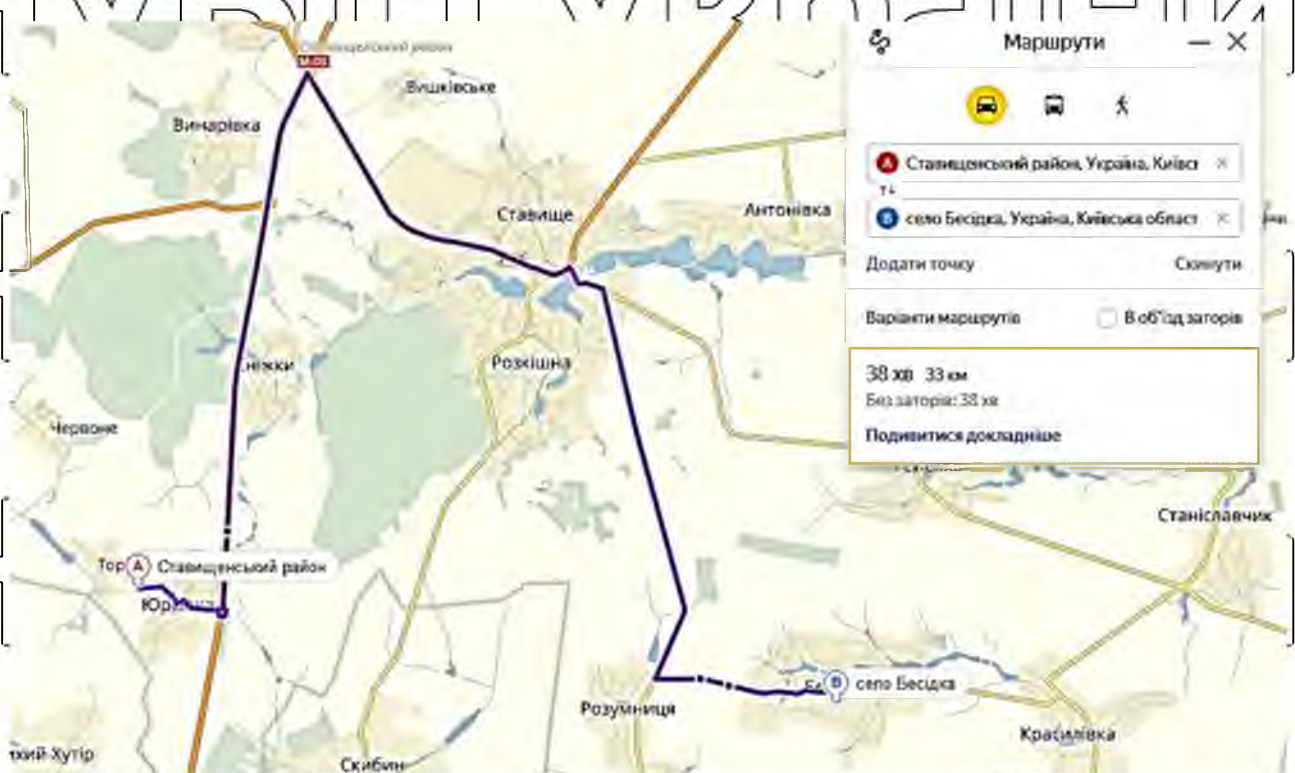 Ставищенський район
М-05
Маршрути
Вишківське
Винарівка
Ставищенський район, Україна, Київсі
Ставище
Антонівка
село Бесідка, Україна, Київська област
Додати точку
Скинути
Варіанти маршрутів
В об'їзд заторів
Розкішна
38 хв 33 км
Без заторів: 38 хв
Червоне
Подивитися докладніше
Станіславчик
A
Ставищенський район
B
село Бесідка
Розумниця
Красилівка
Скибин